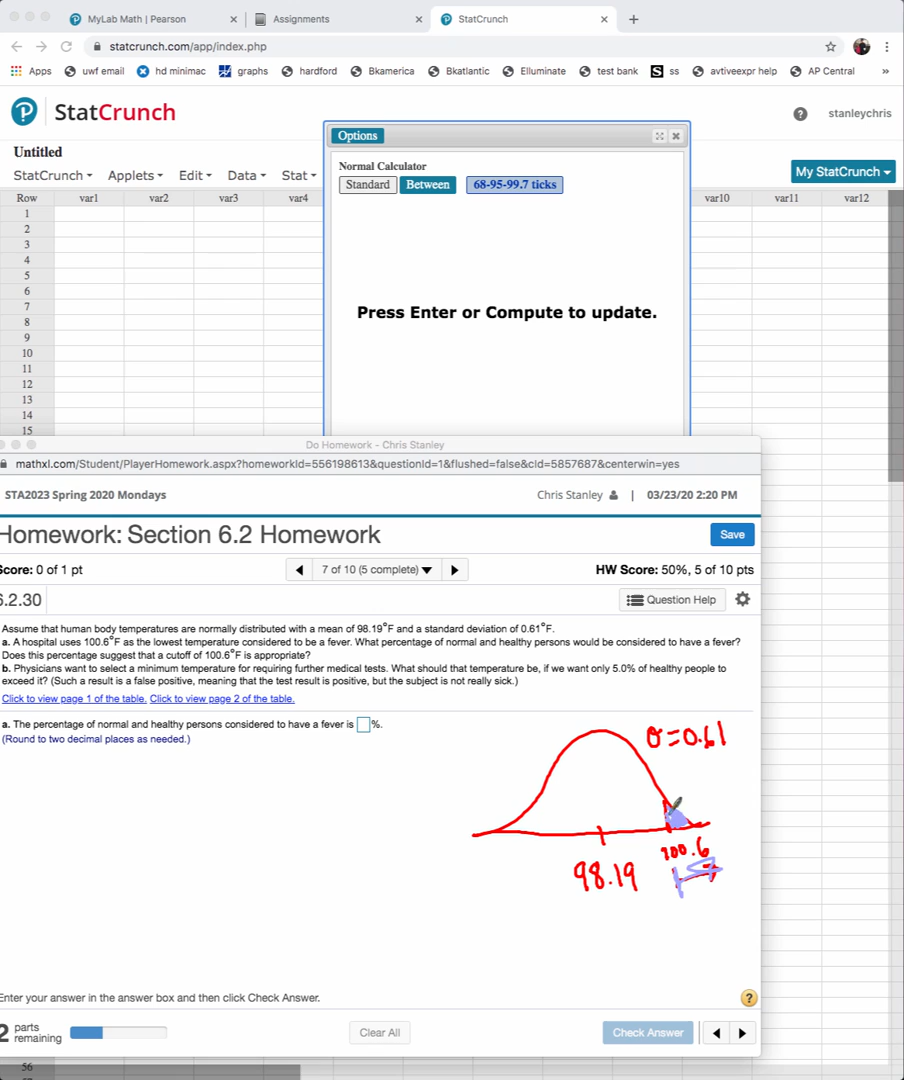 MyLab Math | Pearson × Assignments × StatCrunch × +
statcrunch.com/app/index.php
Apps uwf email hd minimac graphs hardford Bkamerica Bkatlantic Elluminate test bank S ss avtiveexpr help AP Central »
P StatCrunch ? stanleychris
Options
Untitled
Normal Calculator
StatCrunch Applets Edit Data Stat
Standard Between 68-95-99.7 ticks
My StatCrunch
Row var1 var2 var3 var4 var10 var11 var12
1
2
3
4
5
6
7
Press Enter or Compute to update.
8
9
10
11
12
13
14
15
Do Homework - Chris Stanley
mathxl.com/Student/PlayerHomework.aspx?homeworkId=556198613&questionId=1&flushed=false&cId=5857687&centerwin=yes
STA2023 Spring 2020 Mondays
Chris Stanley | 03/23/20 2:20 PM
Homework: Section 6.2 Homework
Save
Score: 0 of 1 pt
7 of 10 (5 complete)
HW Score: 50%, 5 of 10 pts
6.2.30
Question Help
Assume that human body temperatures are normally distributed with a mean of 98.19°F and a standard deviation of 0.61°F.
a. A hospital uses 100.6°F as the lowest temperature considered to be a fever. What percentage of normal and healthy persons would be considered to have a fever?
Does this percentage suggest that a cutoff of 100.6°F is appropriate?
b. Physicians want to select a minimum temperature for requiring further medical tests. What should that temperature be, if we want only 5.0% of healthy people to
exceed it? (Such a result is a false positive, meaning that the test result is positive, but the subject is not really sick.)
Click to view page 1 of the table. Click to view page 2 of the table.
a. The percentage of normal and healthy persons considered to have a fever is %.
(Round to two decimal places as needed.)
σ=0.61
100.6
98.19
Enter your answer in the answer box and then click Check Answer.
?
2 parts
remaining
Clear All
Check Answer
56